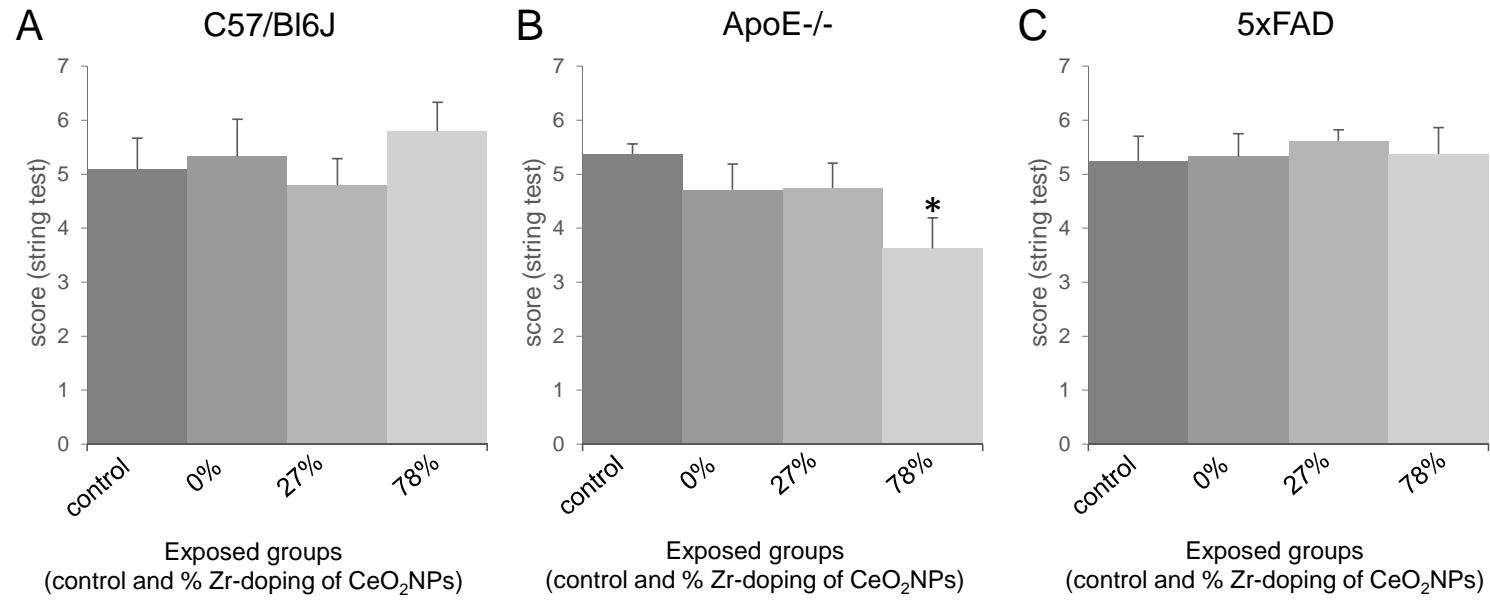 A
C57/Bl6J
7
6
5
4
3
2
1
0
score (string test)
control
0%
27%
78%
Exposed groups
(control and % Zr-doping of CeO₂NPs)
B
ApoE-/-
7
6
5
4
3
2
1
0
score (string test)
*
control
0%
27%
78%
Exposed groups
(control and % Zr-doping of CeO₂NPs)
C
5xFAD
7
6
5
4
3
2
1
0
score (string test)
control
0%
27%
78%
Exposed groups
(control and % Zr-doping of CeO₂NPs)